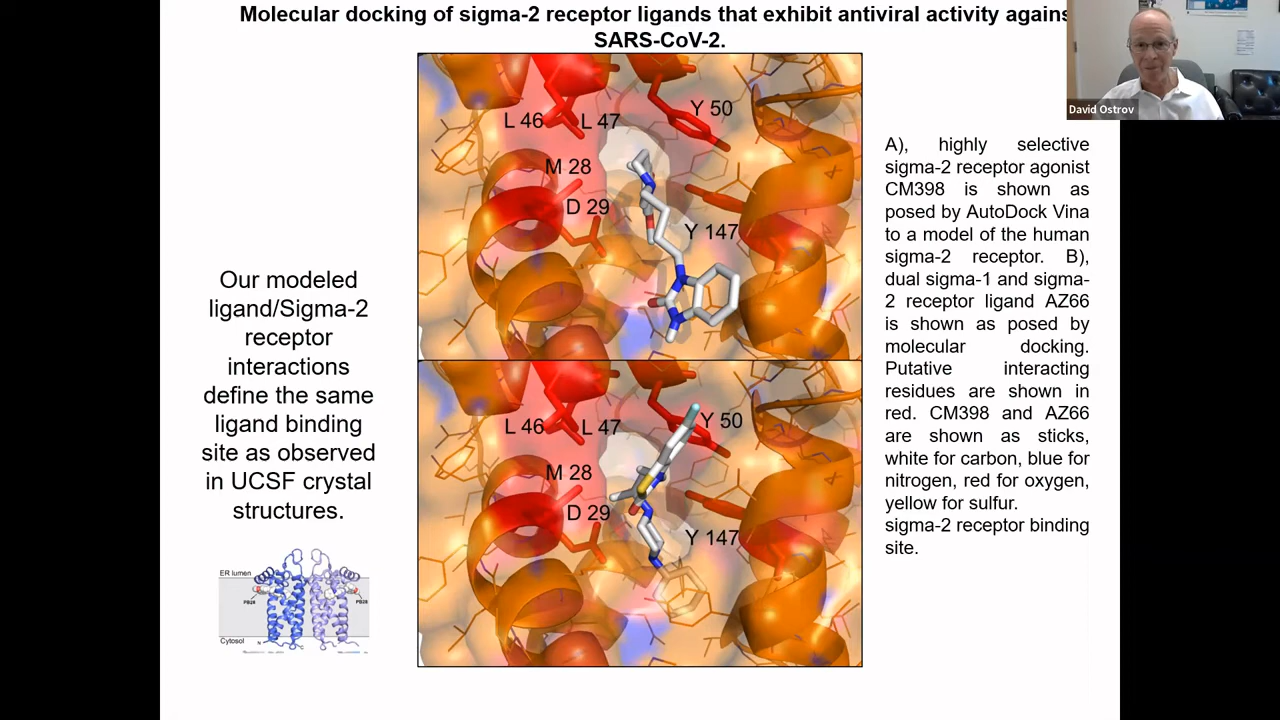 Molecular docking of sigma-2 receptor ligands that exhibit antiviral activity agains
SARS-CoV-2.
David Ostrov
L 46
L 47
Y 50
M 28
D 29
Y 147
L 46
L 47
Y 50
M 28
D 29
Y 147
Our modeled
ligand/Sigma-2
receptor
interactions
define the same
ligand binding
site as observed
in UCSF crystal
structures.
ER lumen
PB28
PB28
Cytosol
N
C
A), highly selective
sigma-2 receptor agonist
CM398 is shown as
posed by AutoDock Vina
to a model of the human
sigma-2 receptor. B),
dual sigma-1 and sigma-
2 receptor ligand AZ66
is shown as posed by
molecular docking.
Putative interacting
residues are shown in
red. CM398 and AZ66
are shown as sticks,
white for carbon, blue for
nitrogen, red for oxygen,
yellow for sulfur.
sigma-2 receptor binding
site.